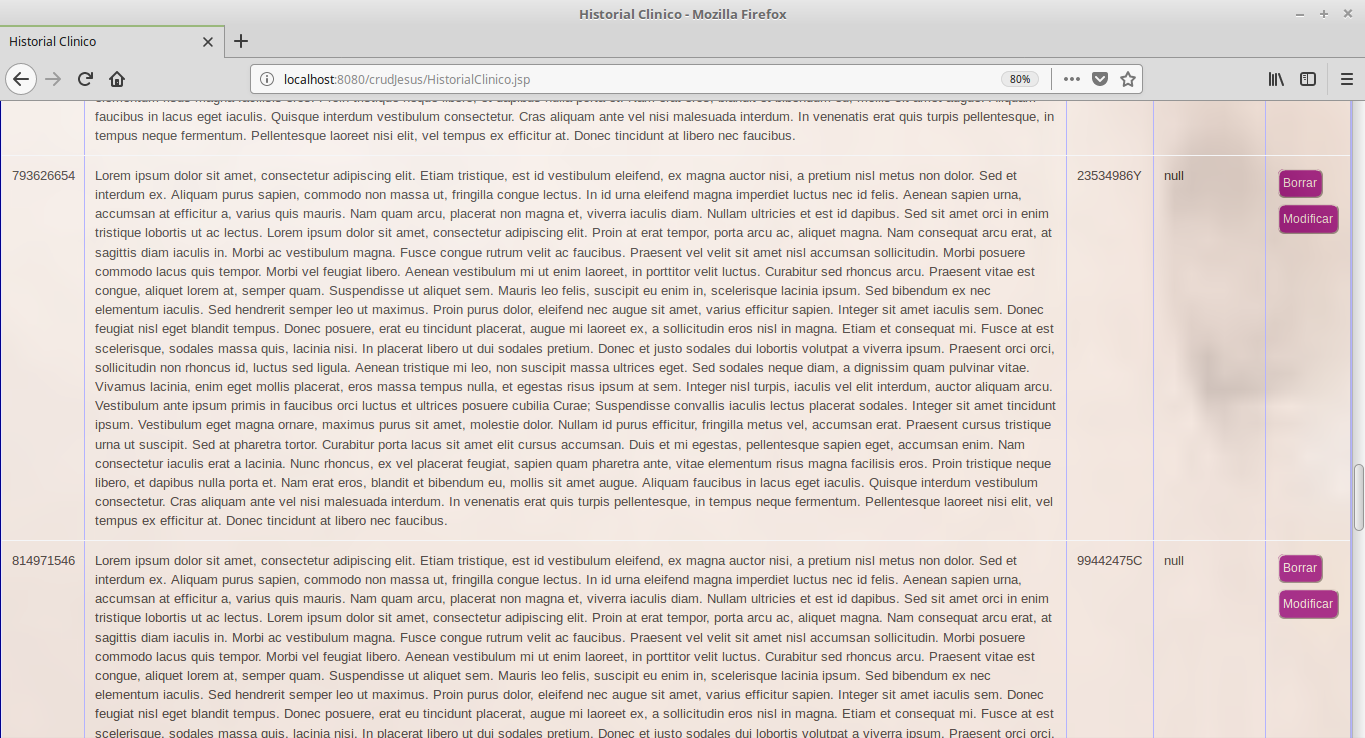 Historial Clinico - Mozilla Firefox
Historial Clinico
localhost:8080/crudJesus/HistorialClinico.jsp
80%
faucibus in lacus eget iaculis. Quisque interdum vestibulum consectetur. Cras aliquam ante vel nisi malesuada interdum. In venenatis erat quis turpis pellentesque, in
tempus neque fermentum. Pellentesque laoreet nisi elit, vel tempus ex efficitur at. Donec tincidunt at libero nec faucibus.
793626654
Lorem ipsum dolor sit amet, consectetur adipiscing elit. Etiam tristique, est id vestibulum eleifend, ex magna auctor nisi, a pretium nisl metus non dolor. Sed et
interdum ex. Aliquam purus sapien, commodo non massa ut, fringilla congue lectus. In id urna eleifend magna imperdiet luctus nec id felis. Aenean sapien urna,
accumsan at efficitur a, varius quis mauris. Nam quam arcu, placerat non magna et, viverra iaculis diam. Nullam ultricies et est id dapibus. Sed sit amet orci in enim
tristique lobortis ut ac lectus. Lorem ipsum dolor sit amet, consectetur adipiscing elit. Proin at erat tempor, porta arcu ac, aliquet magna. Nam consequat arcu erat, at
sagittis diam iaculis in. Morbi ac vestibulum magna. Fusce congue rutrum velit ac faucibus. Praesent vel velit sit amet nisl accumsan sollicitudin. Morbi posuere
commodo lacus quis tempor. Morbi vel feugiat libero. Aenean vestibulum mi ut enim laoreet, in porttitor velit luctus. Curabitur sed rhoncus arcu. Praesent vitae est
congue, aliquet lorem at, semper quam. Suspendisse ut aliquet sem. Mauris leo felis, suscipit eu enim in, scelerisque lacinia ipsum. Sed bibendum ex nec
elementum iaculis. Sed hendrerit semper leo ut maximus. Proin purus dolor, eleifend nec augue sit amet, varius efficitur sapien. Integer sit amet iaculis sem. Donec
feugiat nisl eget blandit tempus. Donec posuere, erat eu tincidunt placerat, augue mi laoreet ex, a sollicitudin eros nisl in magna. Etiam et consequat mi. Fusce at est
scelerisque, sodales massa quis, lacinia nisi. In placerat libero ut dui sodales pretium. Donec et justo sodales dui lobortis volutpat a viverra ipsum. Praesent orci orci,
sollicitudin non rhoncus id, luctus sed ligula. Aenean tristique mi leo, non suscipit massa ultrices eget. Sed sodales neque diam, a dignissim quam pulvinar vitae.
Vivamus lacinia, enim eget mollis placerat, eros massa tempus nulla, et egestas risus ipsum at sem. Integer nisl turpis, iaculis vel elit interdum, auctor aliquam arcu.
Vestibulum ante ipsum primis in faucibus orci luctus et ultrices posuere cubilia Curae; Suspendisse convallis iaculis lectus placerat sodales. Integer sit amet tincidunt
ipsum. Vestibulum eget magna ornare, maximus purus sit amet, molestie dolor. Nullam id purus efficitur, fringilla metus vel, accumsan erat. Praesent cursus tristique
urna ut suscipit. Sed at pharetra tortor. Curabitur porta lacus sit amet elit cursus accumsan. Duis et mi egestas, pellentesque sapien eget, accumsan enim. Nam
consectetur iaculis erat a lacinia. Nunc rhoncus, ex vel placerat feugiat, sapien quam pharetra ante, vitae elementum risus magna facilisis eros. Proin tristique neque
libero, et dapibus nulla porta et. Nam erat eros, blandit et bibendum eu, mollis sit amet augue. Aliquam faucibus in lacus eget iaculis. Quisque interdum vestibulum
consectetur. Cras aliquam ante vel nisi malesuada interdum. In venenatis erat quis turpis pellentesque, in tempus neque fermentum. Pellentesque laoreet nisi elit, vel
tempus ex efficitur at. Donec tincidunt at libero nec faucibus.
23534986Y
null
Borrar
Modificar
814971546
Lorem ipsum dolor sit amet, consectetur adipiscing elit. Etiam tristique, est id vestibulum eleifend, ex magna auctor nisi, a pretium nisl metus non dolor. Sed et
interdum ex. Aliquam purus sapien, commodo non massa ut, fringilla congue lectus. In id urna eleifend magna imperdiet luctus nec id felis. Aenean sapien urna,
accumsan at efficitur a, varius quis mauris. Nam quam arcu, placerat non magna et, viverra iaculis diam. Nullam ultricies et est id dapibus. Sed sit amet orci in enim
tristique lobortis ut ac lectus. Lorem ipsum dolor sit amet, consectetur adipiscing elit. Proin at erat tempor, porta arcu ac, aliquet magna. Nam consequat arcu erat, at
sagittis diam iaculis in. Morbi ac vestibulum magna. Fusce congue rutrum velit ac faucibus. Praesent vel velit sit amet nisl accumsan sollicitudin. Morbi posuere
commodo lacus quis tempor. Morbi vel feugiat libero. Aenean vestibulum mi ut enim laoreet, in porttitor velit luctus. Curabitur sed rhoncus arcu. Praesent vitae est
congue, aliquet lorem at, semper quam. Suspendisse ut aliquet sem. Mauris leo felis, suscipit eu enim in, scelerisque lacinia ipsum. Sed bibendum ex nec
elementum iaculis. Sed hendrerit semper leo ut maximus. Proin purus dolor, eleifend nec augue sit amet, varius efficitur sapien. Integer sit amet iaculis sem. Donec
feugiat nisl eget blandit tempus. Donec posuere, erat eu tincidunt placerat, augue mi laoreet ex, a sollicitudin eros nisl in magna. Etiam et consequat mi. Fusce at est
scelerisque, sodales massa quis, lacinia nisi. In placerat libero ut dui sodales pretium. Donec et justo sodales dui lobortis volutpat a viverra ipsum. Praesent orci orci,
99442475C
null
Borrar
Modificar